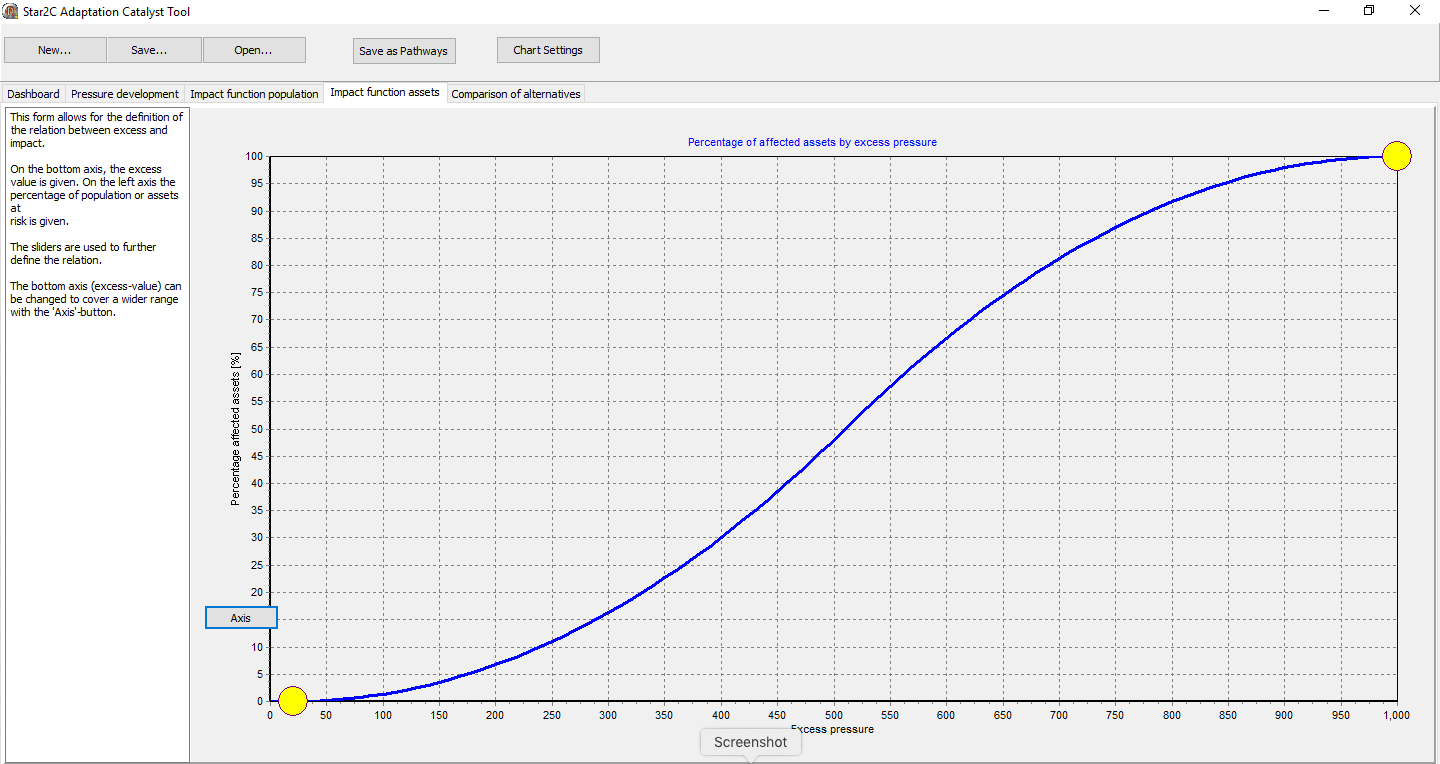 Star2C Adaptation Catalyst Tool
New...
Save...
Open...
Save as Pathways
Chart Settings
Dashboard
Pressure development
Impact function population
Impact function assets
Comparison of alternatives
This form allows for the definition of
the relation between excess and
impact.
On the bottom axis, the excess
value is given. On the left axis the
percentage of population or assets
at
risk is given.
The sliders are used to further
define the relation.
The bottom axis (excess-value) can
be changed to cover a wider range
with the 'Axis'-button.
Percentage of affected assets by excess pressure
100
95
90
85
80
75
70
65
60
55
50
45
40
35
30
25
20
10
5
0
Percentage affected assets [%]
Axis
0 50 100 150 200 250 300 350 400 450 500 550 600 650 700 750 800 850 900 950 1,000
Excess pressure
Screenshot